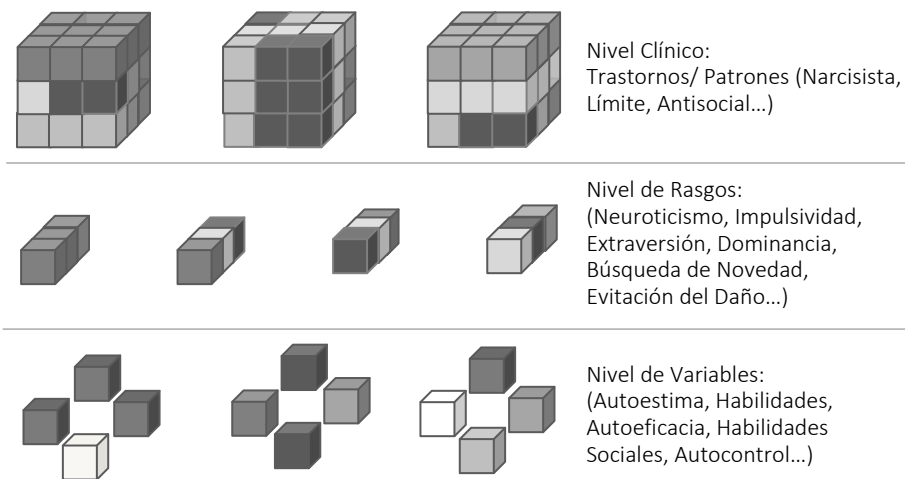 Nivel Clínico:
Trastornos/ Patrones (Narcisista,
Límite, Antisocial…)
Nivel de Rasgos:
(Neuroticismo, Impulsividad,
Extraversión, Dominancia,
Búsqueda de Novedad,
Evitación del Daño…)
Nivel de Variables:
(Autoestima, Habilidades,
Autoeficacia, Habilidades
Sociales, Autocontrol…)